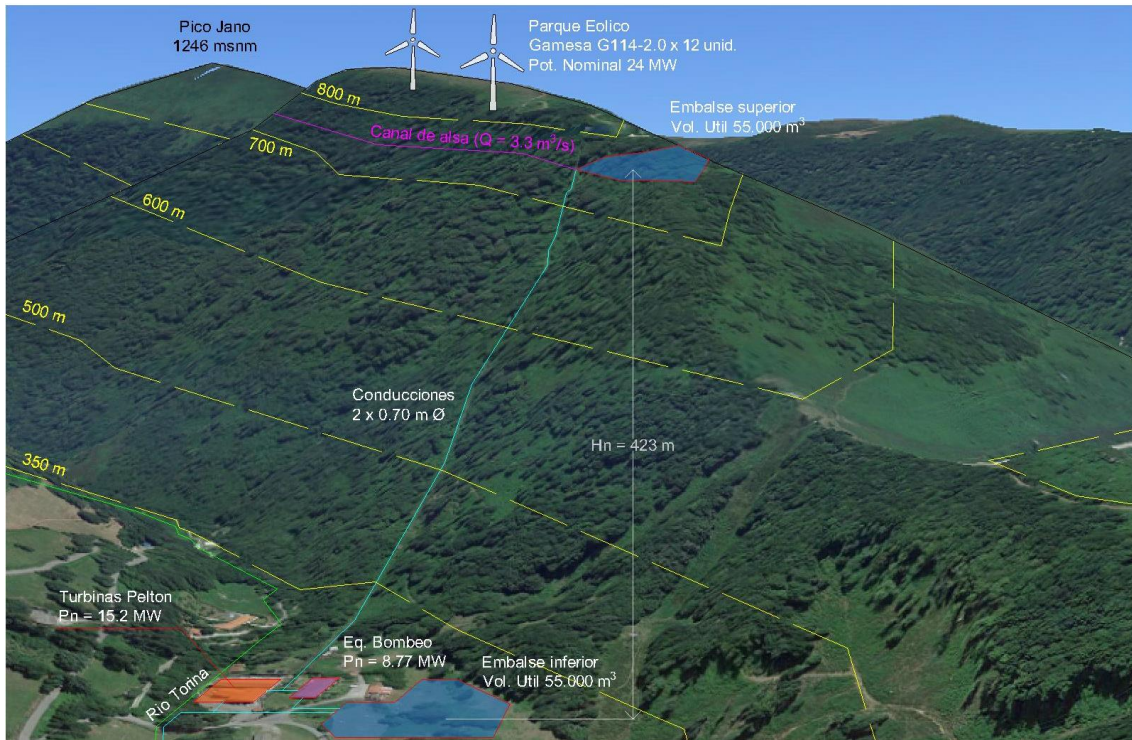 Pico Jano
1246 msnm
Parque Eolico
Gamesa G114-2.0 x 12 unid.
Pot. Nominal 24 MW
Embalse superior
Vol. Util 55.000 m³
800 m
Canal de alsa (Q = 3.3 m³/s)
700 m
600 m
500 m
Conducciones
2 x 0.70 m Ø
Hn = 423 m
350 m
Turbinas Pelton
Pn = 15.2 MW
Eq. Bombeo
Pn = 8.77 MW
Embalse inferior
Vol. Util 55.000 m³
Rio Torina